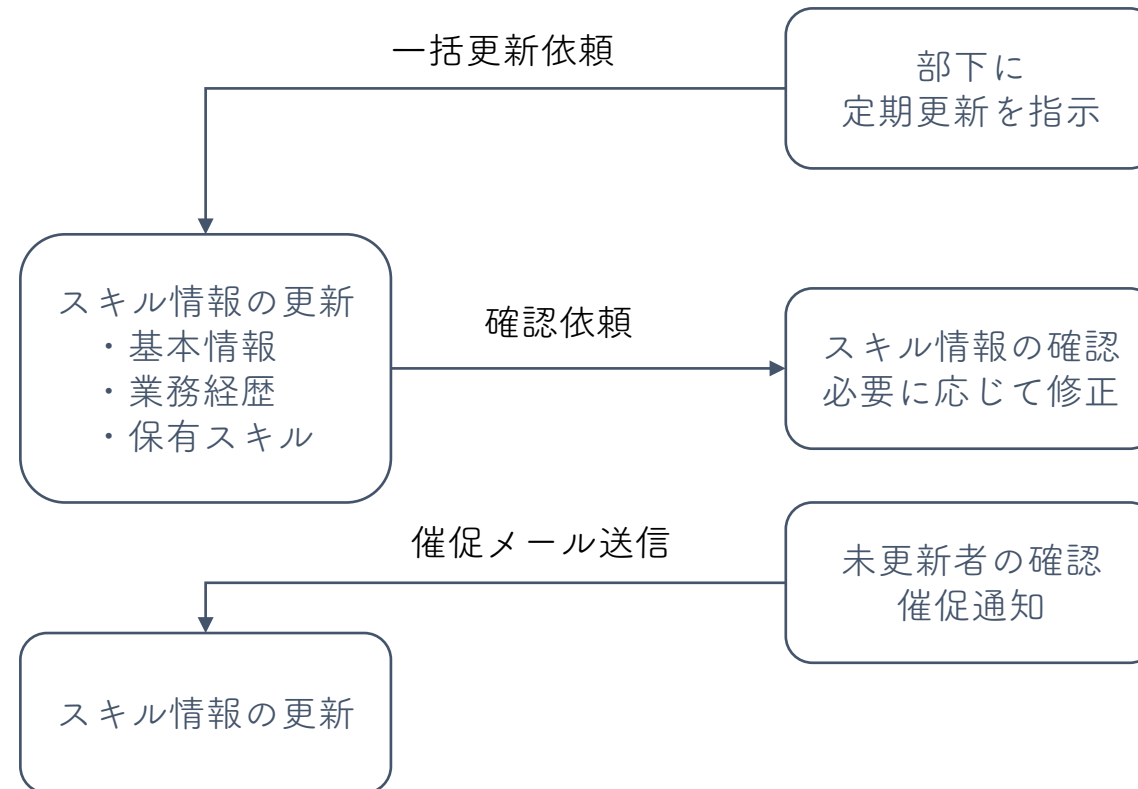 一括更新依頼
部下に
定期更新を指示
スキル情報の更新
・基本情報
・業務経歴
・保有スキル
確認依頼
スキル情報の確認
必要に応じて修正
催促メール送信
未更新者の確認
催促通知
スキル情報の更新